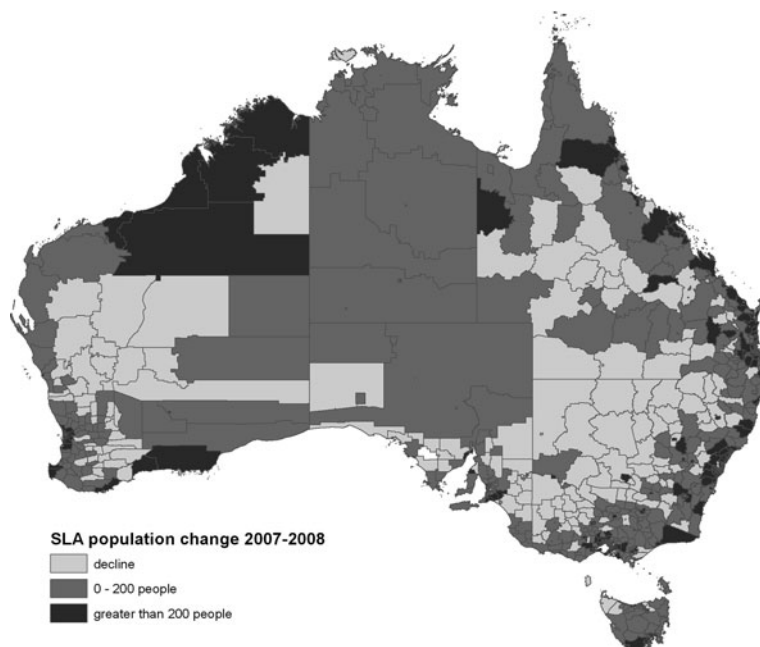 SLA population change 2007-2008
decline
0 - 200 people
greater than 200 people